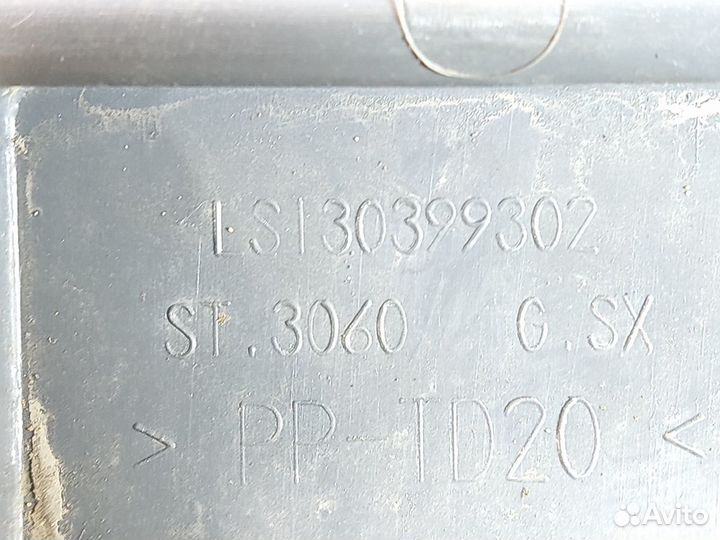 LS130399302
ST.3060 G.SX
> PP-TD20 <
Avito